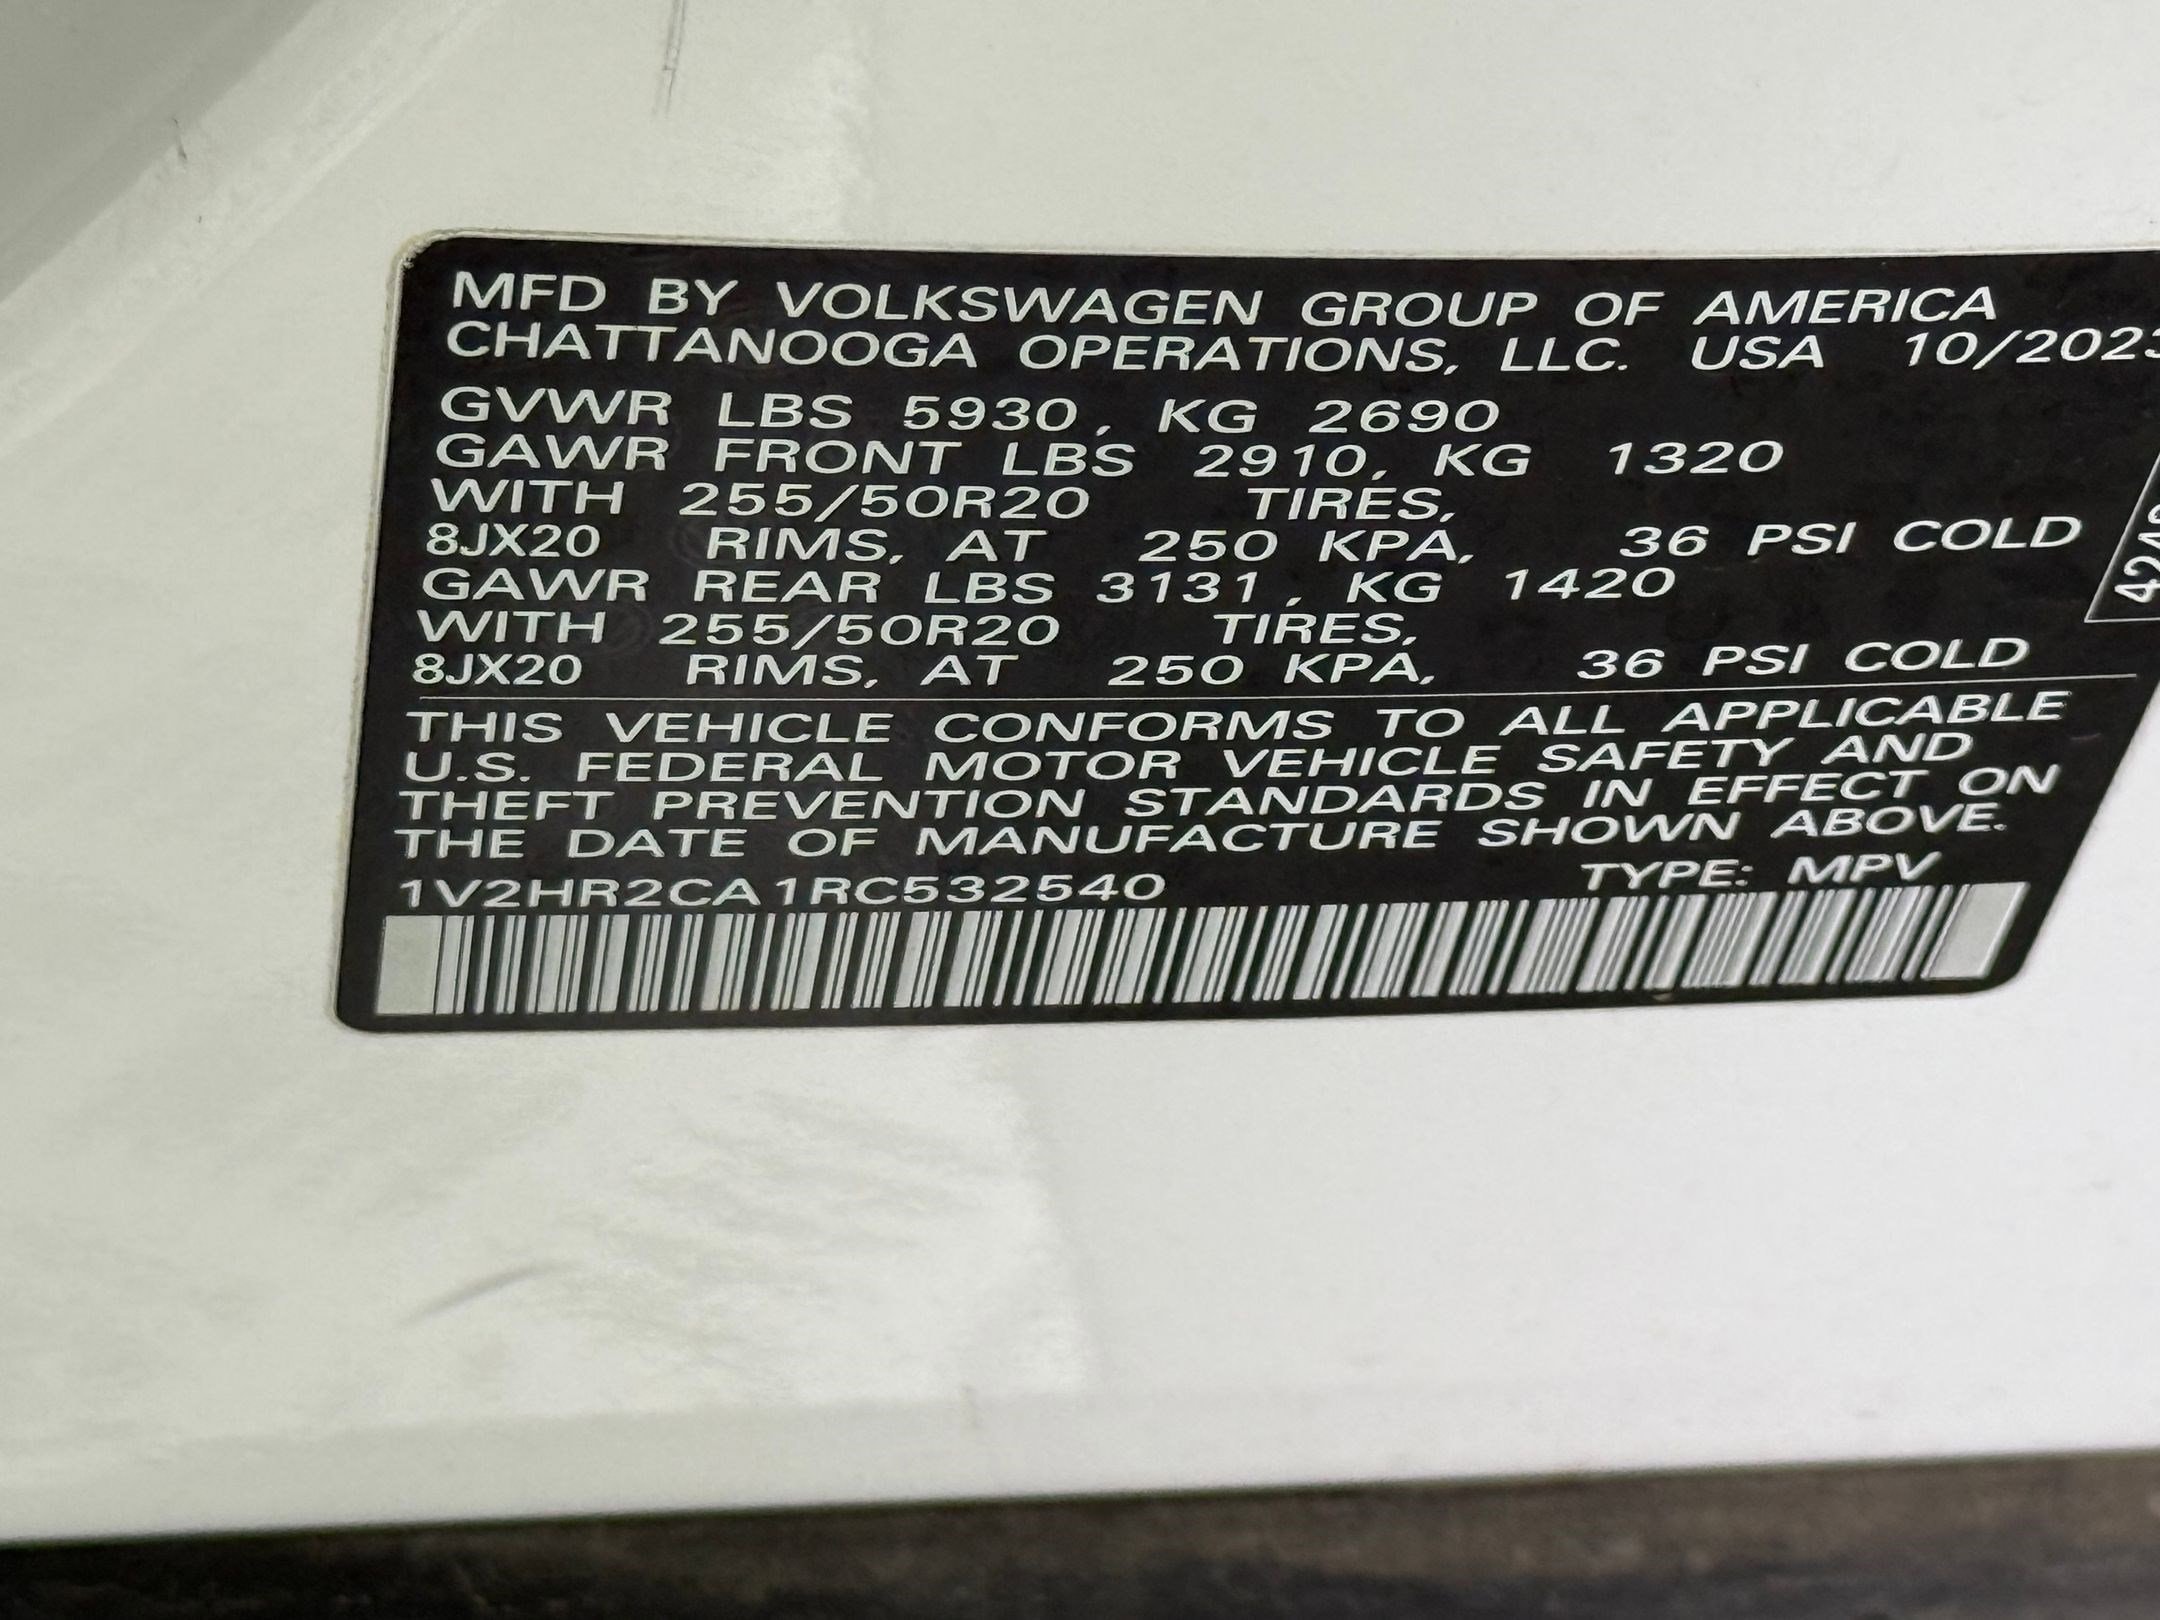 MFD BY VOLKSWAGEN GROUP OF AMERICA
CHATTANOOGA OPERATIONS, LLC. USA 10/2023
GVWR LBS 5930, KG 2690
GAWR FRONT LBS 2910, KG 1320
WITH 255/50R20 TIRES,
8JX20 RIMS, AT 250 KPA, 36 PSI COLD
GAWR REAR LBS 3131, KG 1420
WITH 255/50R20 TIRES,
8JX20 RIMS, AT 250 KPA, 36 PSI COLD
THIS VEHICLE CONFORMS TO ALL APPLICABLE
U.S. FEDERAL MOTOR VEHICLE SAFETY AND
THEFT PREVENTION STANDARDS IN EFFECT ON
THE DATE OF MANUFACTURE SHOWN ABOVE.
1V2HR2CA1RC532540 TYPE: MPV